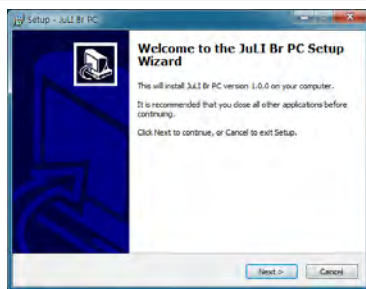 Setup - JuLI Br PC
Welcome to the JuLI Br PC Setup
Wizard
This will install JuLI Br PC version 1.0.0 on your computer.
It is recommended that you close all other applications before
continuing.
Click Next to continue, or Cancel to exit Setup.
Next >
Cancel